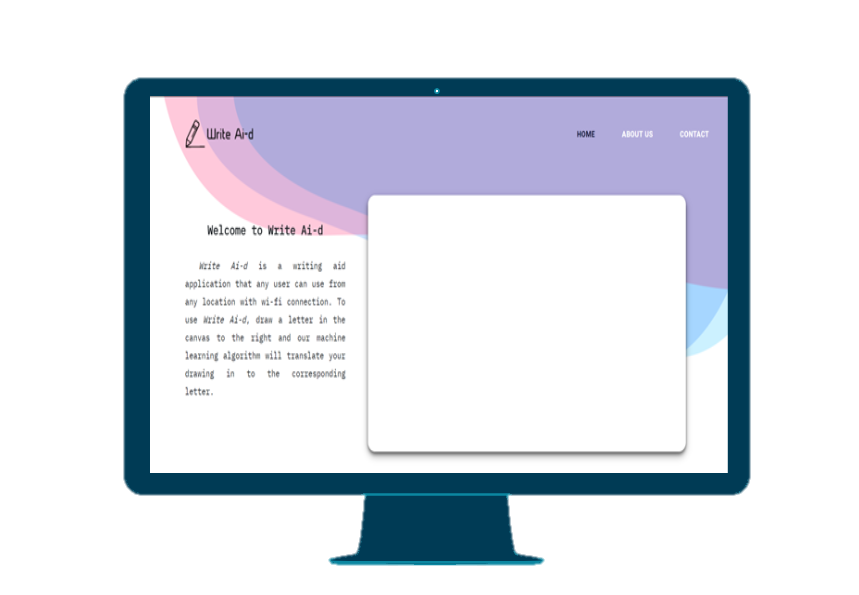 Write Ai-d
HOME ABOUT US CONTACT
Welcome to Write Ai-d
Write Ai-d is a writing aid
application that any user can use from
any location with wi-fi connection. To
use Write Ai-d, draw a letter in the
canvas to the right and our machine
learning algorithm will translate your
drawing in to the corresponding
letter.